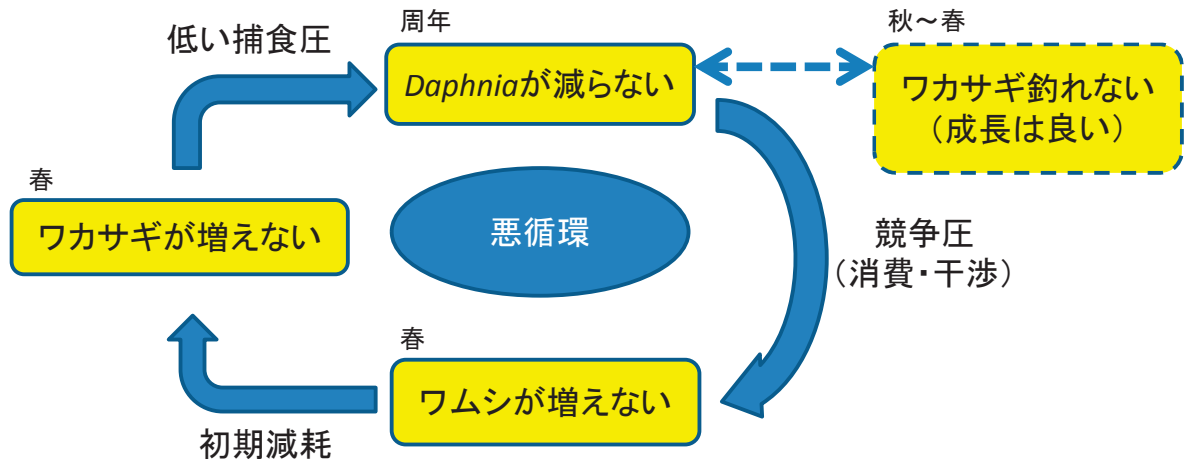 低い捕食圧
周年
Daphniaが減らない
秋～春
ワカサギ釣れない
（成長は良い）
春
ワカサギが増えない
悪循環
競争圧
（消費・干渉）
春
ワムシが増えない
初期減耗